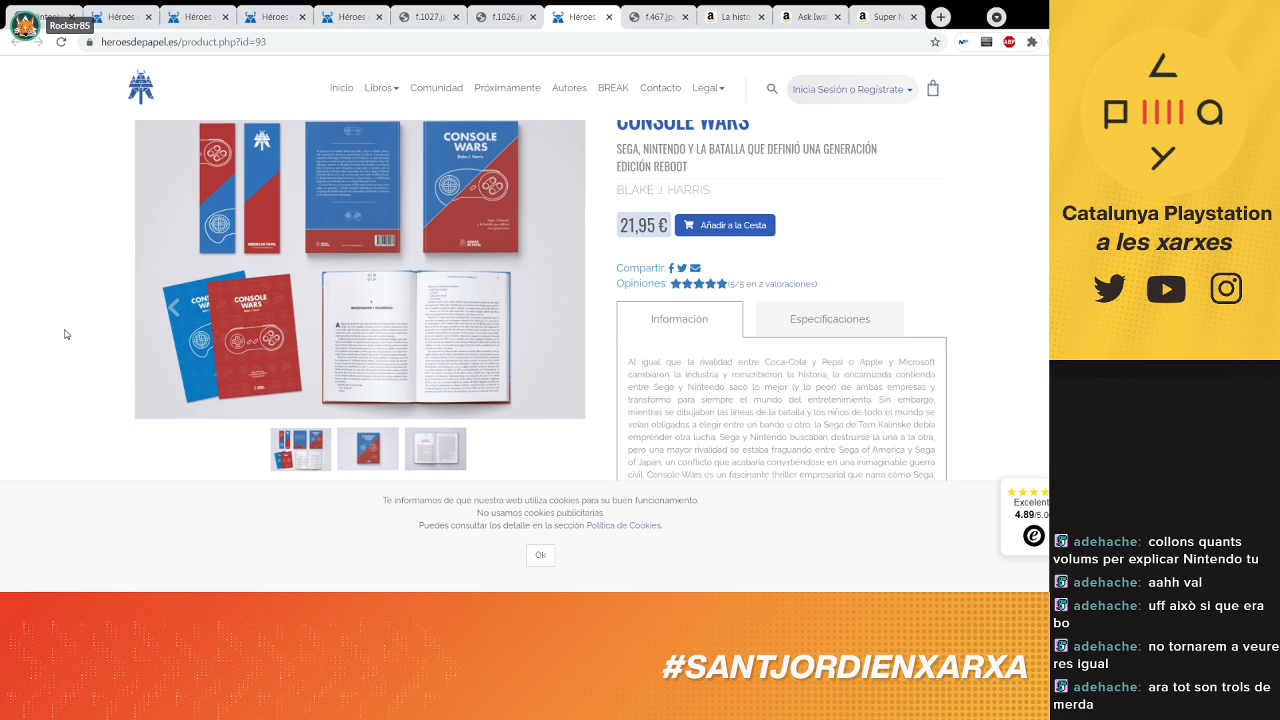 Rockstr85
Héroes
Héroes
Héroes
Héroes
f.1027.jp
f.1026.jp
Héroes
f.467.jp
La histo
Ask Iwa
Super N
heroesdepapel.es/product.php?id=93
Inicio
Libros
Comunidad
Próximamente
Autores
BREAK
Contacto
Legal
Inicia Sesión o Regístrate
CONSOLE WARS
SEGA, NINTENDO Y LA BATALLA QUE DEFINIÓ UNA GENERACIÓN
EDICIÓN REBOOT
BLAKE J. HARRIS
21,95 €
Añadir a la Cesta
Compartir:
Opiniones:
(5/5 en 2 valoraciones)
Información
Especificaciones
Al igual que la rivalidad entre Coca-Cola y Pepsi o Apple y Microsoft
cambiaron la industria y reescribieron la historia, la encarnizada contienda
entre Sega y Nintendo sacó lo mejor (y lo peor) de ambas empresas y
transformó para siempre el mundo del entretenimiento. Sin embargo,
mientras se dibujaban las líneas de la batalla y los niños de todo el mundo se
veían obligados a elegir entre un bando u otro, la Sega de Tom Kalinske debía
emprender otra lucha. Sega y Nintendo buscaban destruirse la una a la otra,
pero una mayor rivalidad se estaba fraguando entre Sega of America y Sega
of Japan, un conflicto que acabaría convirtiéndose en una inimaginable guerra
civil. Console Wars es un fascinante thriller empresarial que narra cómo Sega,
CONSOLE
WARS
Blake J. Harris
HÉROES DE PAPEL
CONSOLE
WARS
Te informamos de que nuestra web utiliza cookies para su buen funcionamiento.
No usamos cookies publicitarias.
Puedes consultar los detalle en la sección Política de Cookies.
Ok
Excelent
4.89/5.0
#SANTJORDIENXARXA
Catalunya Playstation
a les xarxes
adehache: collons quants
volums per explicar Nintendo tu
adehache: aahh val
adehache: uff això si que era
bo
adehache: no tornarem a veure
res igual
adehache: ara tot son trols de
merda